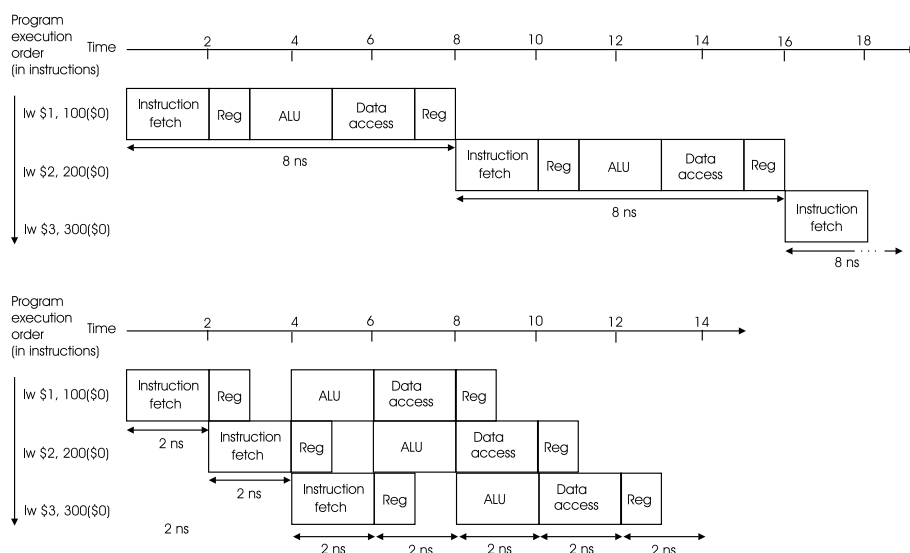 Program
execution
order
(in instructions)
Time
2 4 6 8 10 12 14 16 18
lw $1, 100($0)
Instruction
fetch
Reg
ALU
Data
access
Reg
8 ns
lw $2, 200($0)
Instruction
fetch
Reg
ALU
Data
access
Reg
8 ns
lw $3, 300($0)
Instruction
fetch
...
8 ns
Program
execution
order
(in instructions)
Time
2 4 6 8 10 12 14
lw $1, 100($0)
Instruction
fetch
Reg
ALU
Data
access
Reg
2 ns
lw $2, 200($0)
Instruction
fetch
Reg
ALU
Data
access
Reg
2 ns
lw $3, 300($0)
Instruction
fetch
Reg
ALU
Data
access
Reg
2 ns
2 ns 2 ns 2 ns 2 ns 2 ns